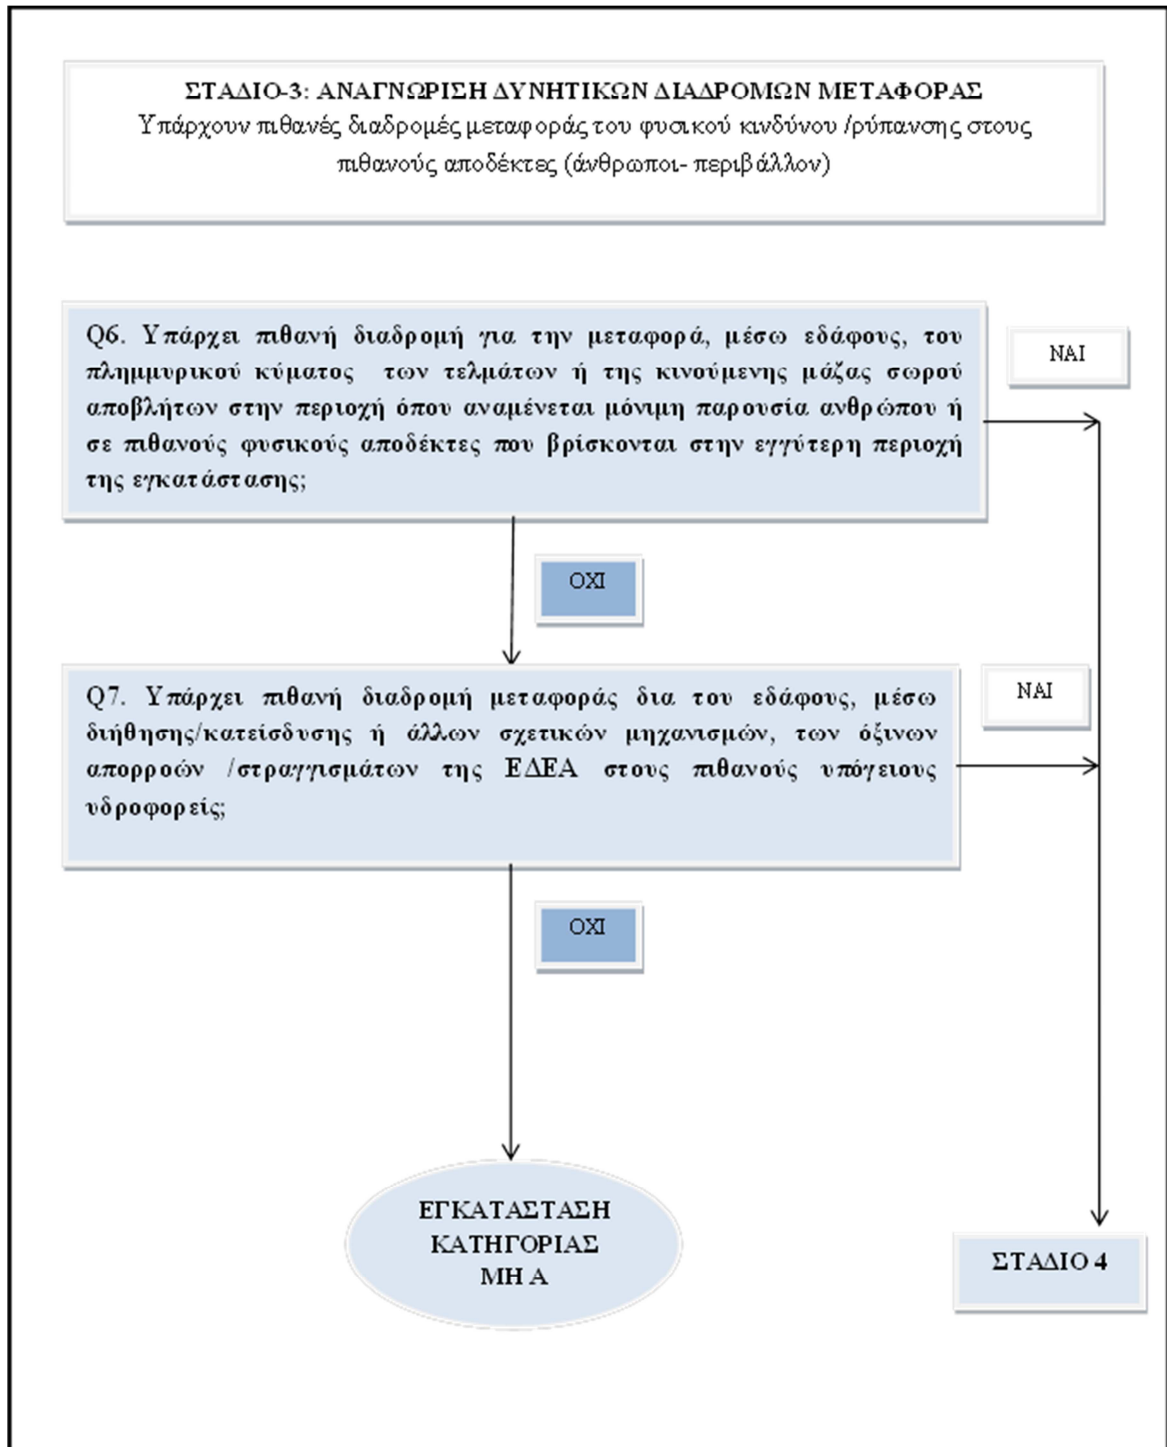 ΣΤΑΔΙΟ-3: ΑΝΑΓΝΩΡΙΣΗ ΔΥΝΗΤΙΚΩΝ ΔΙΑΔΡΟΜΩΝ ΜΕΤΑΦΟΡΑΣ
Υπάρχουν πιθανές διαδρομές μεταφοράς του φυσικού κινδύνου /ρύπανσης στους
πιθανούς αποδέκτες (άνθρωποι- περιβάλλον)
Q6. Υπάρχει πιθανή διαδρομή για την μεταφορά, μέσω εδάφους, του
πλημμυρικού κύματος των τελμάτων ή της κινούμενης μάζας σωρού
αποβλήτων στην περιοχή όπου αναμένεται μόνιμη παρουσία ανθρώπου ή
σε πιθανούς φυσικούς αποδέκτες που βρίσκονται στην εγγύτερη περιοχή
της εγκατάστασης;
ΝΑΙ
ΟΧΙ
Q7. Υπάρχει πιθανή διαδρομή μεταφοράς δια του εδάφους, μέσω
διήθησης/κατείσδυσης ή άλλων σχετικών μηχανισμών, των όξινων
απορροών /στραγγισμάτων της ΕΔΕΑ στους πιθανούς υπόγειους
υδροφορείς;
ΝΑΙ
ΟΧΙ
ΕΓΚΑΤΑΣΤΑΣΗ
ΚΑΤΗΓΟΡΙΑΣ
ΜΗ Α
ΣΤΑΔΙΟ 4